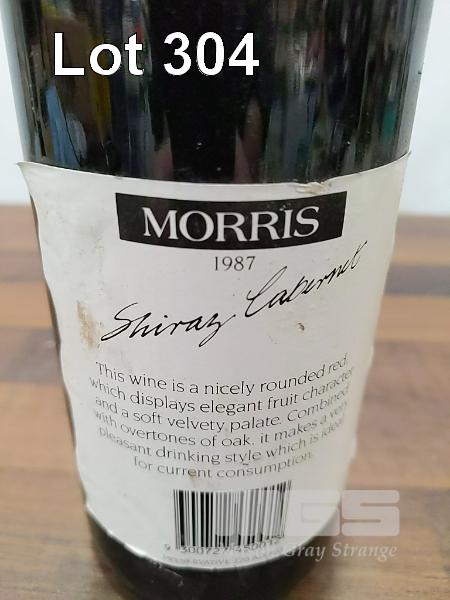 Lot 304
MORRIS
1987
Shiraz Cabernet
This wine is a nicely rounded red,
which displays elegant fruit character
and a soft velvety palate. Combined
with overtones of oak, it makes a very
pleasant drinking style which is ideal
for current consumption.
GS
Gray Strange